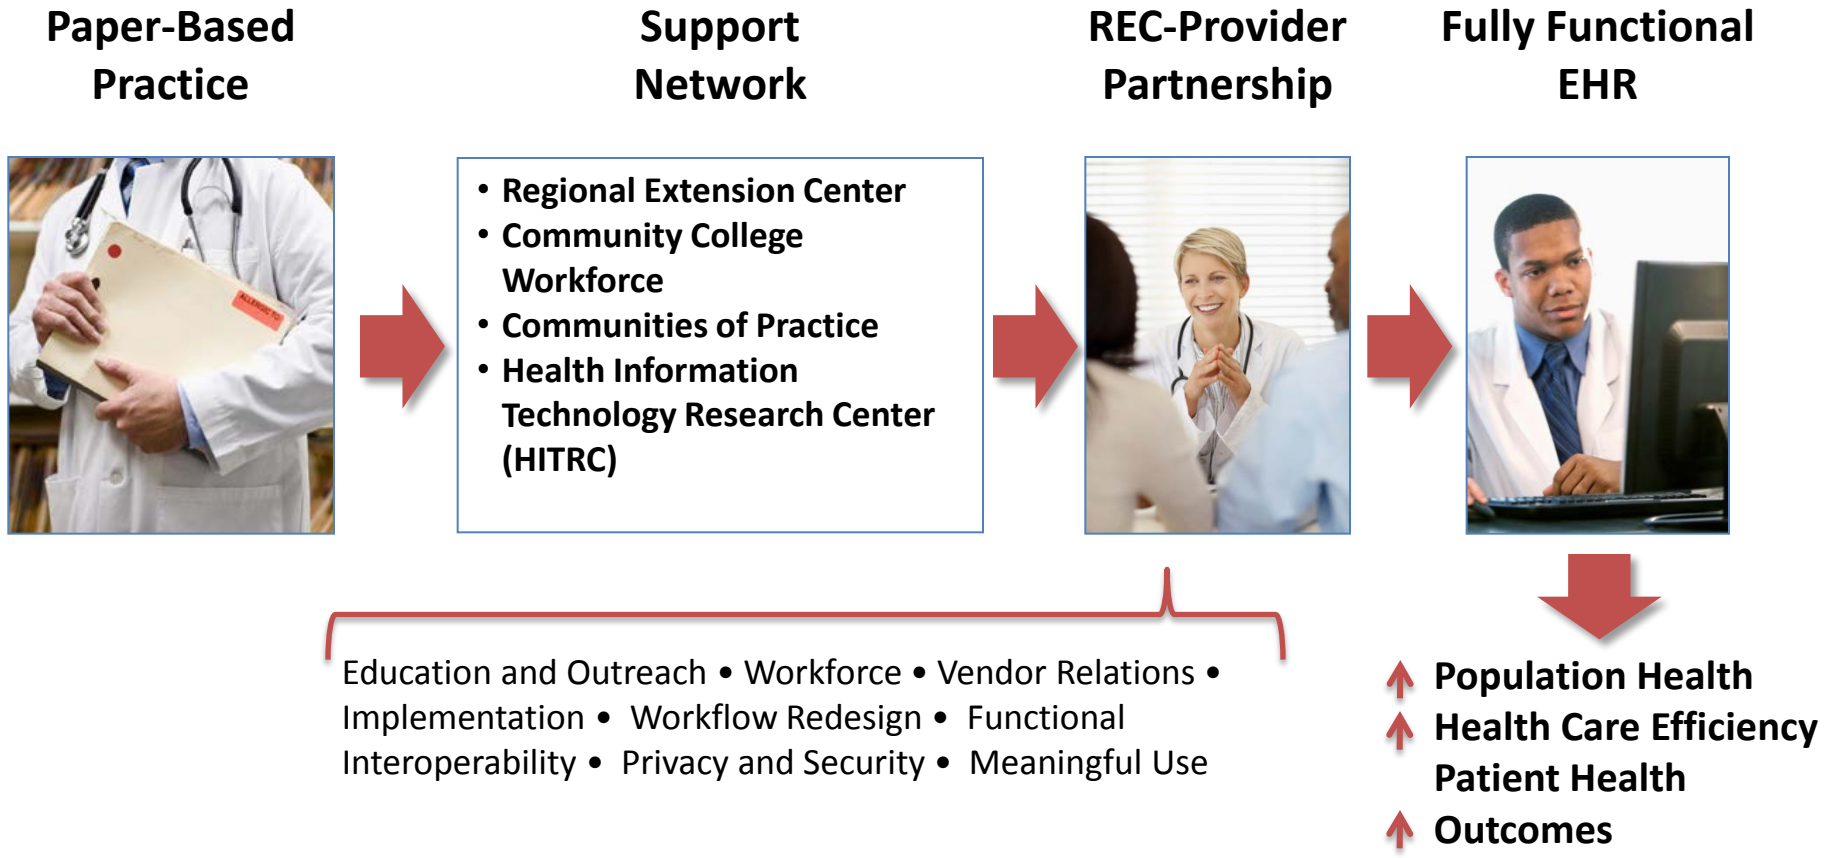 Paper-Based
Practice
Support
Network
REC-Provider
Partnership
Fully Functional
EHR
ALLERGIC TO:
• Regional Extension Center
• Community College
Workforce
• Communities of Practice
• Health Information
Technology Research Center
(HITRC)
Education and Outreach • Workforce • Vendor Relations •
Implementation • Workflow Redesign • Functional
Interoperability • Privacy and Security • Meaningful Use
Population Health
Health Care Efficiency
Patient Health
Outcomes